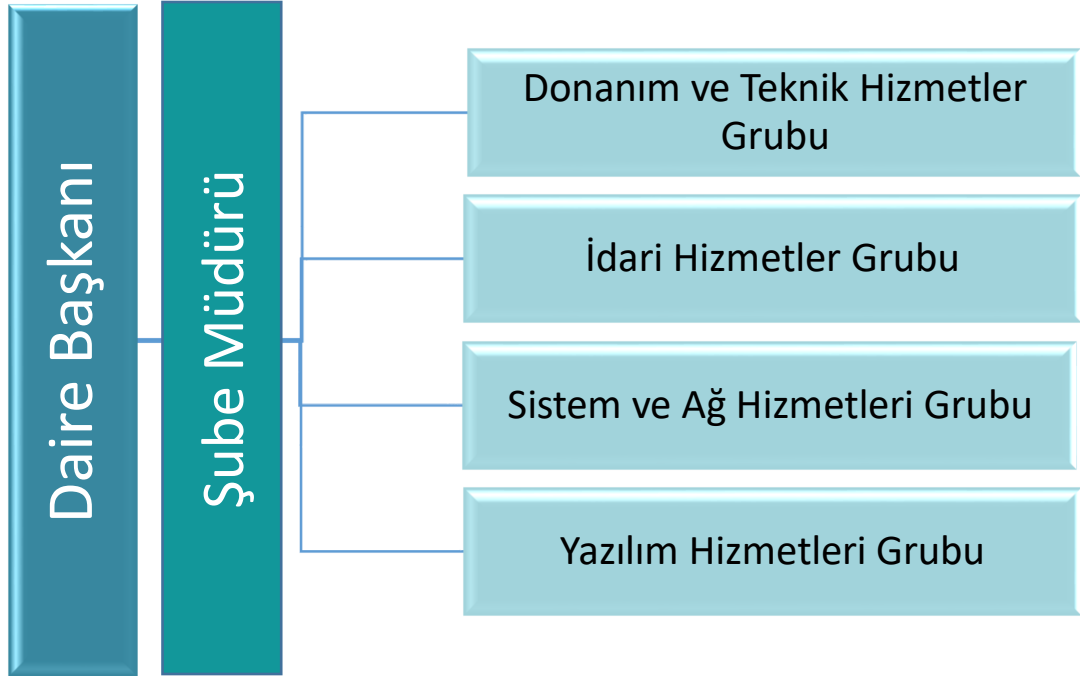 Daire Başkanı
Şube Müdürü
Donanım ve Teknik Hizmetler
Grubu
İdari Hizmetler Grubu
Sistem ve Ağ Hizmetleri Grubu
Yazılım Hizmetleri Grubu